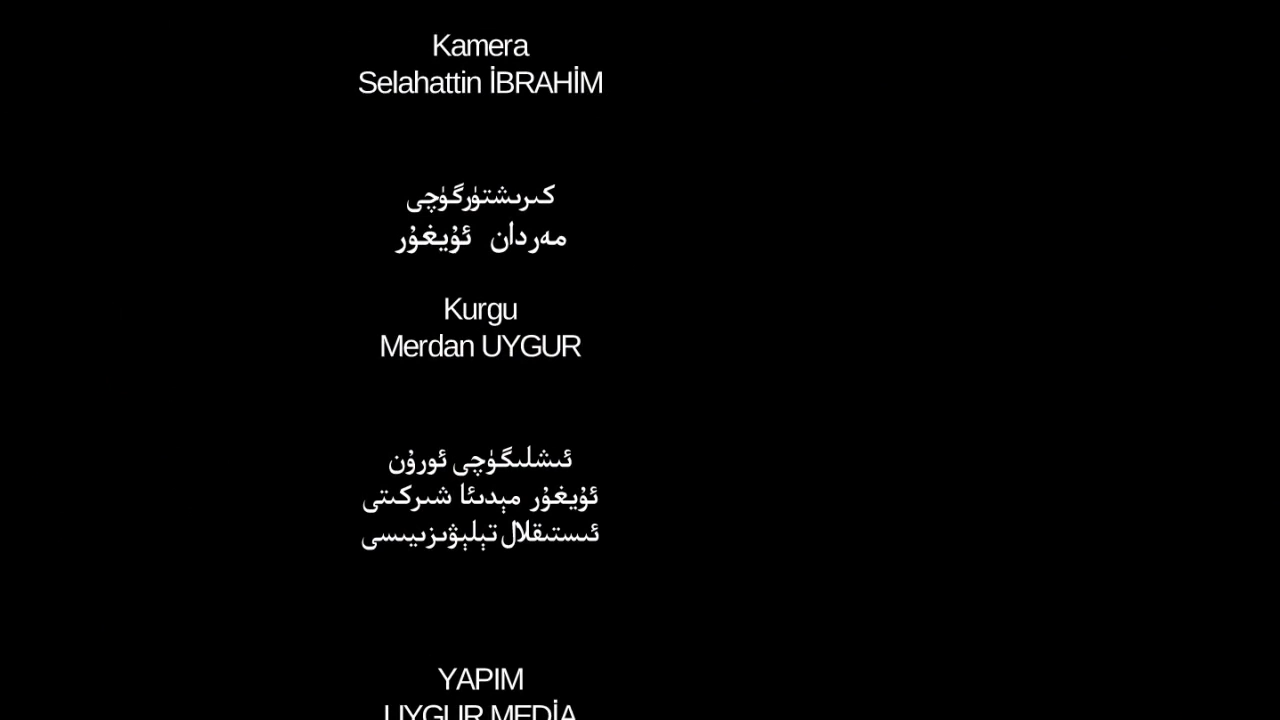 Kamera
Selahattin İBRAHİM
كىرىشتۈرگۈچى
مەردان ئۇيغۇر
Kurgu
Merdan UYGUR
ئىشلىگۈچى ئورۇن
ئۇيغۇر مېدىئا شىركىتى
ئىستىقلال تېلېۋىزىيىسى
YAPIM
UYGUR MEDİA